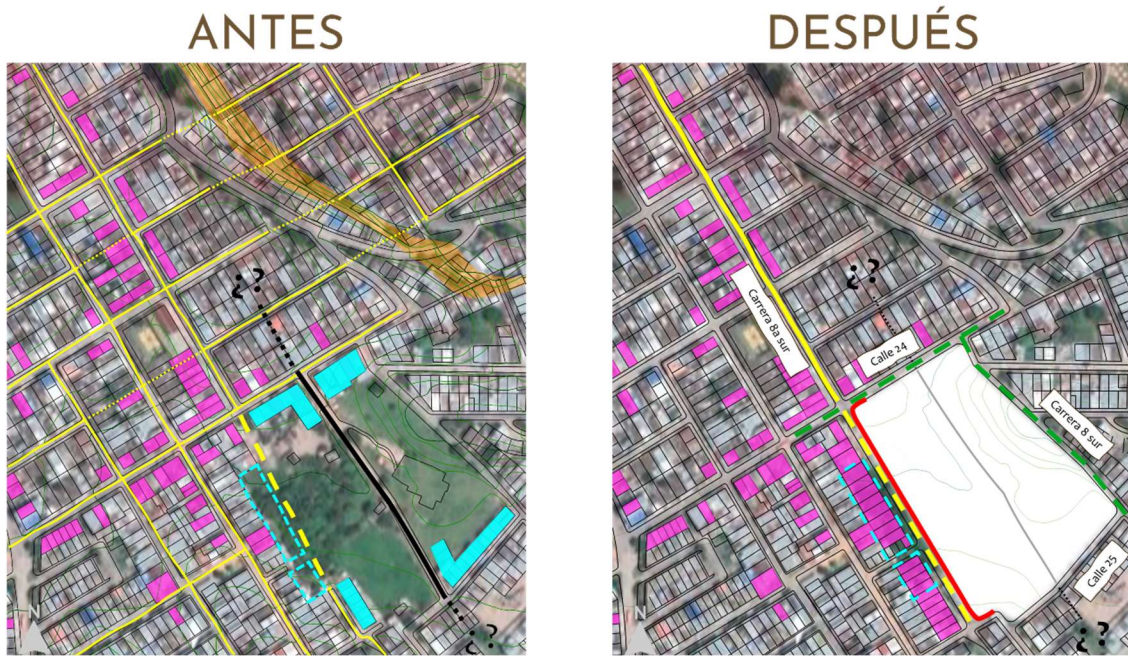 ANTES
DESPUÉS
¿?
N
¿?
¿?
Carrera 8a sur
Calle 24
Carrera 8 sur
Calle 25
N
¿?